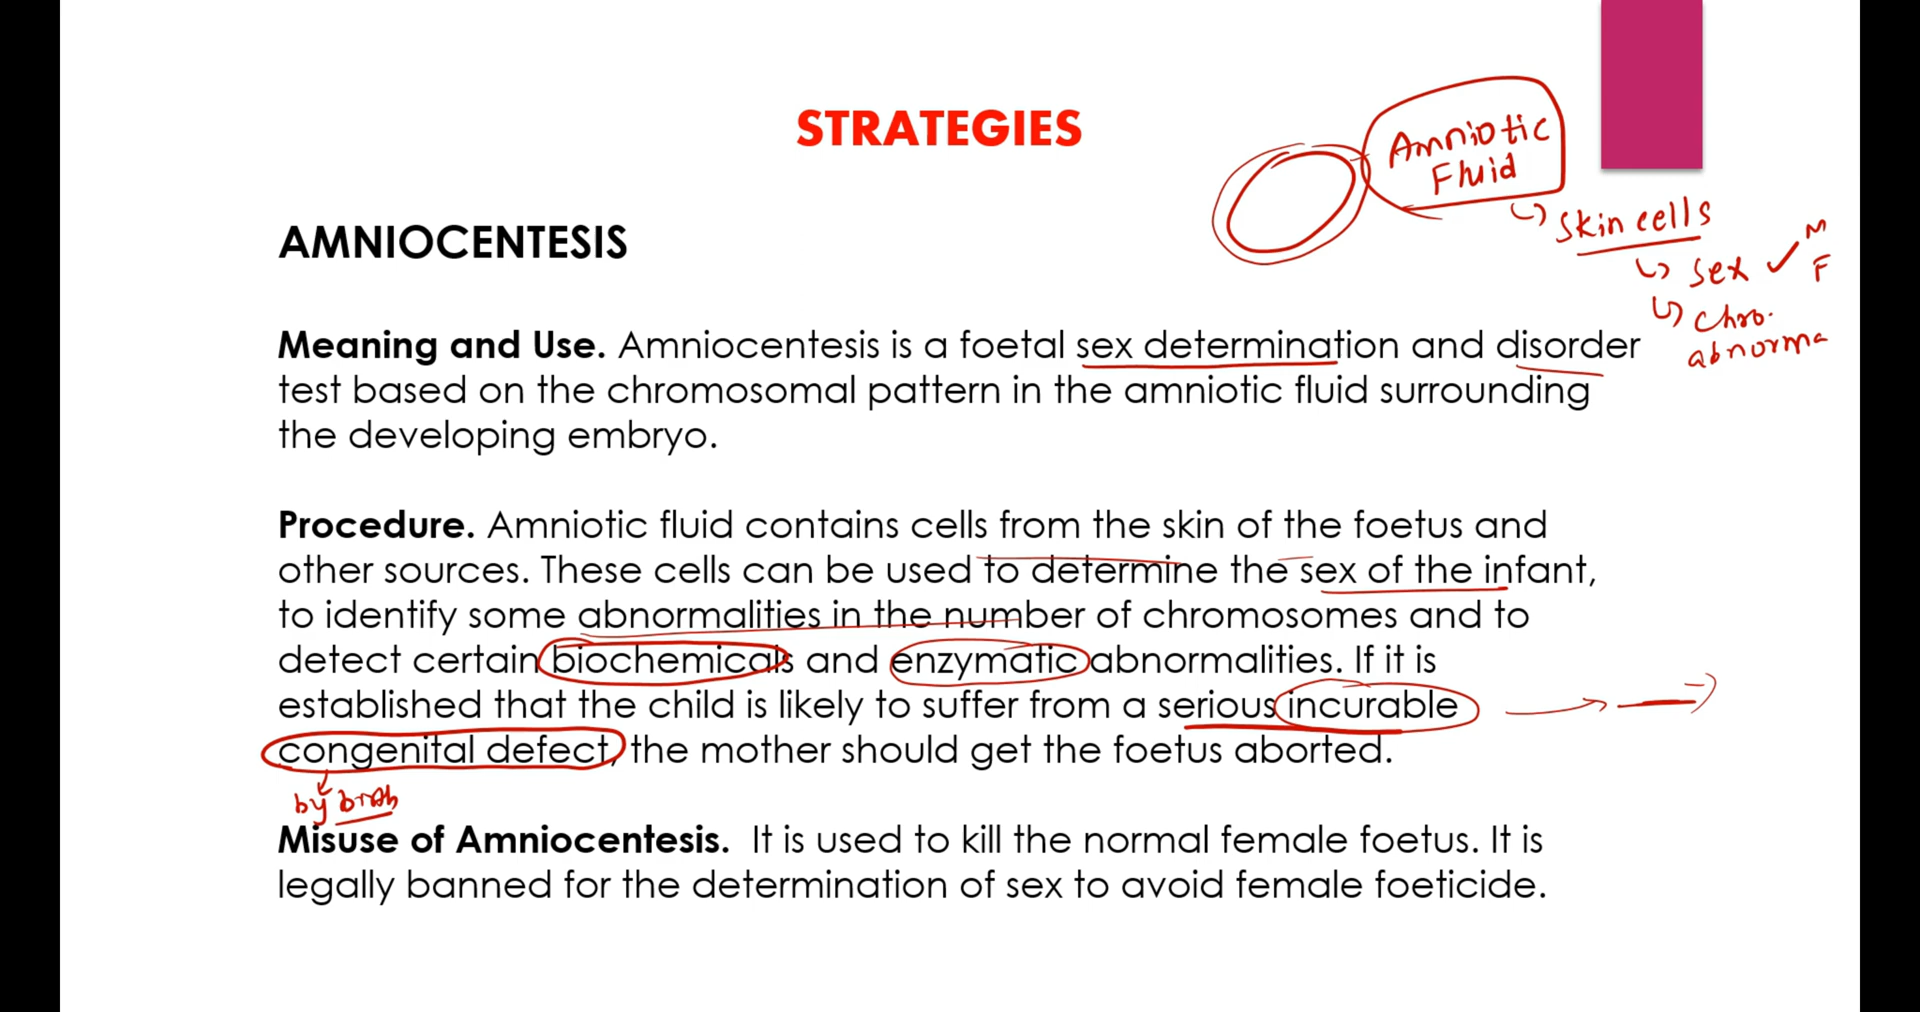 STRATEGIES
Amniotic
Fluid
Skin cells
Sex ✓ M
F
Chro.
abnorma
AMNIOCENTESIS
Meaning and Use. Amniocentesis is a foetal sex determination and disorder
test based on the chromosomal pattern in the amniotic fluid surrounding
the developing embryo.
Procedure. Amniotic fluid contains cells from the skin of the foetus and
other sources. These cells can be used to determine the sex of the infant,
to identify some abnormalities in the number of chromosomes and to
detect certain biochemicals and enzymatic abnormalities. If it is
established that the child is likely to suffer from a serious incurable
congenital defect, the mother should get the foetus aborted.
by
Misuse of Amniocentesis. It is used to kill the normal female foetus. It is
legally banned for the determination of sex to avoid female foeticide.